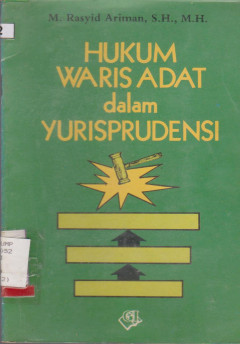 M. Rasyid Ariman, S.H., M.H.
HUKUM
WARIS ADAT
dalam
YURISPRUDENSI